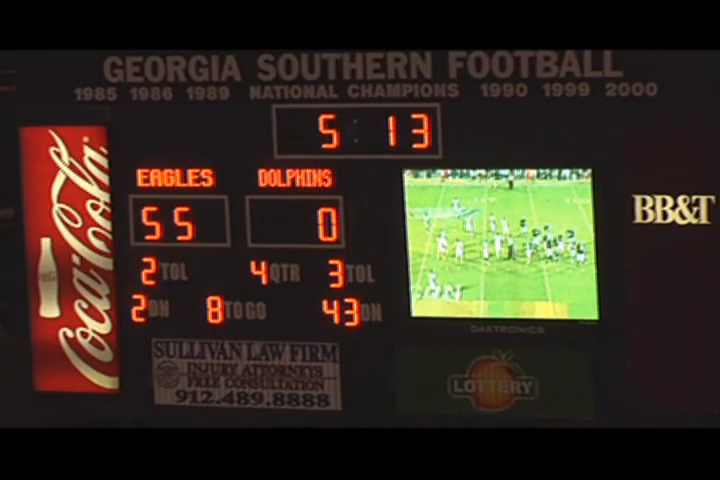 GEORGIA SOUTHERN FOOTBALL
1985 1986 1989 NATIONAL CHAMPIONS 1990 1999 2000
5:13
EAGLES DOLPHINS
55 0
2 TOL 4 QTR 3 TOL
2 DN 8 TO GO 43 ON
Coca-Cola
BB&T
DAKTRONICS
SULLIVAN LAW FIRM
INJURY ATTORNEYS
FREE CONSULTATION
912.489.8888
LOTTERY